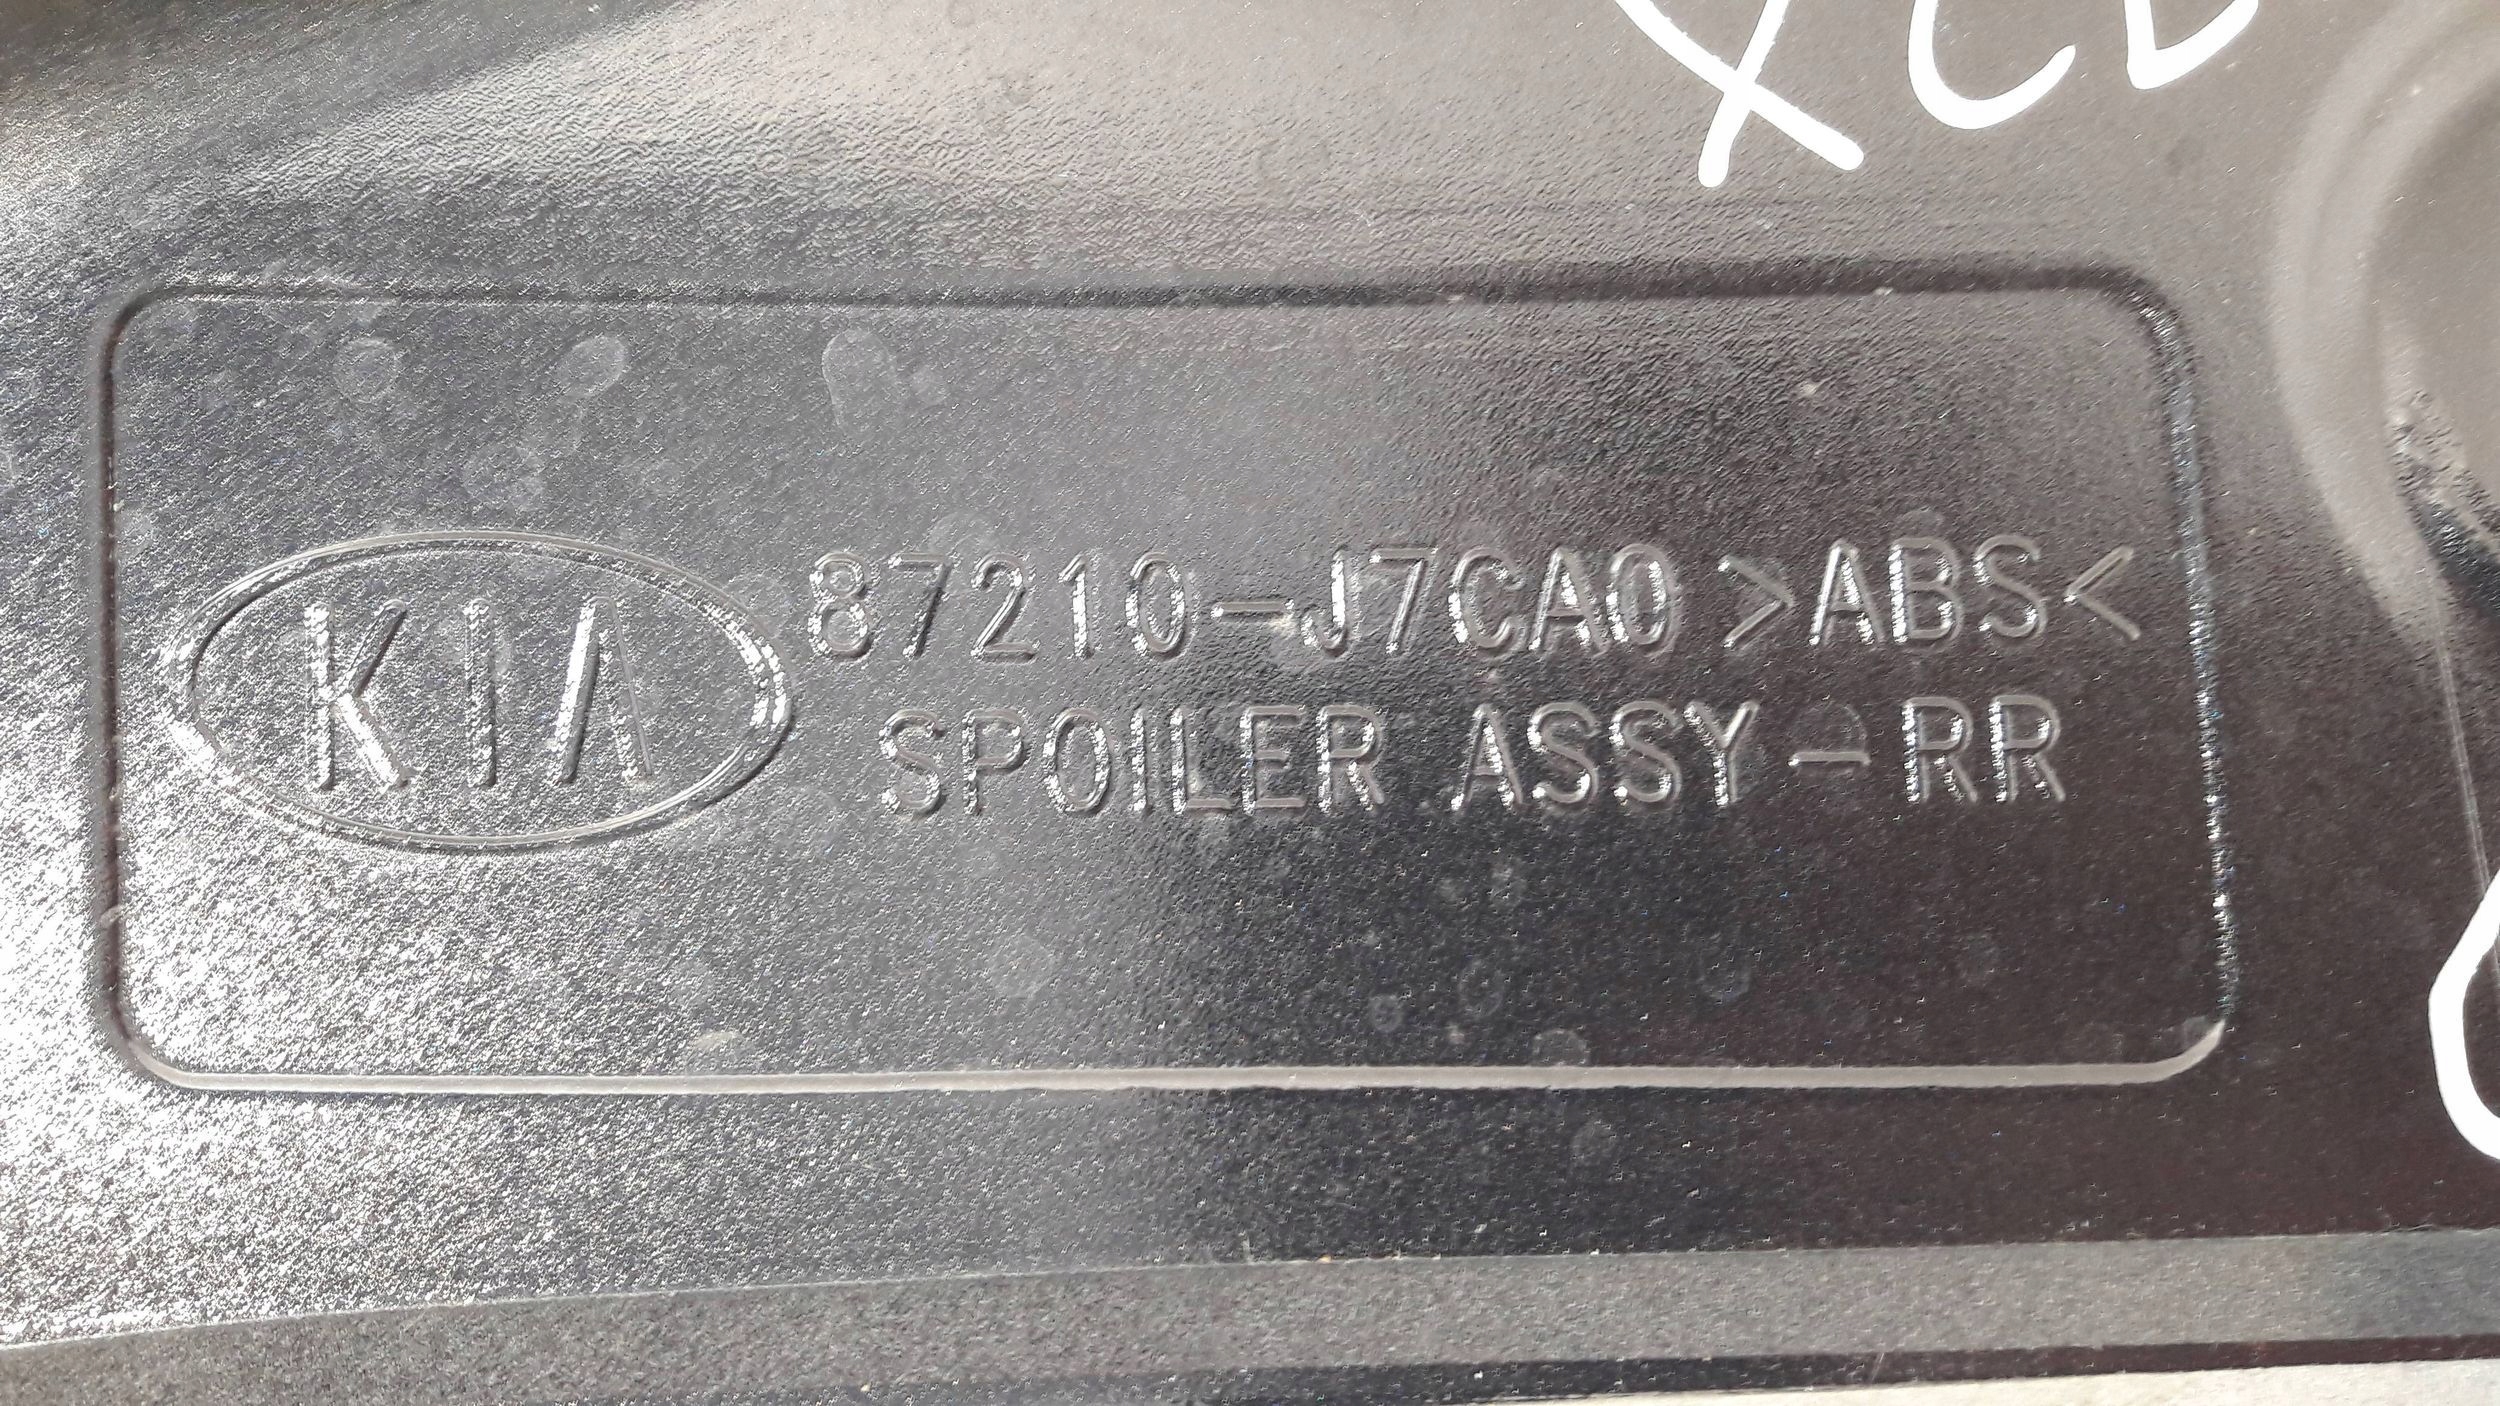 KIA
87210-J7CA0 >ABS<
SPOILER ASSY-RR